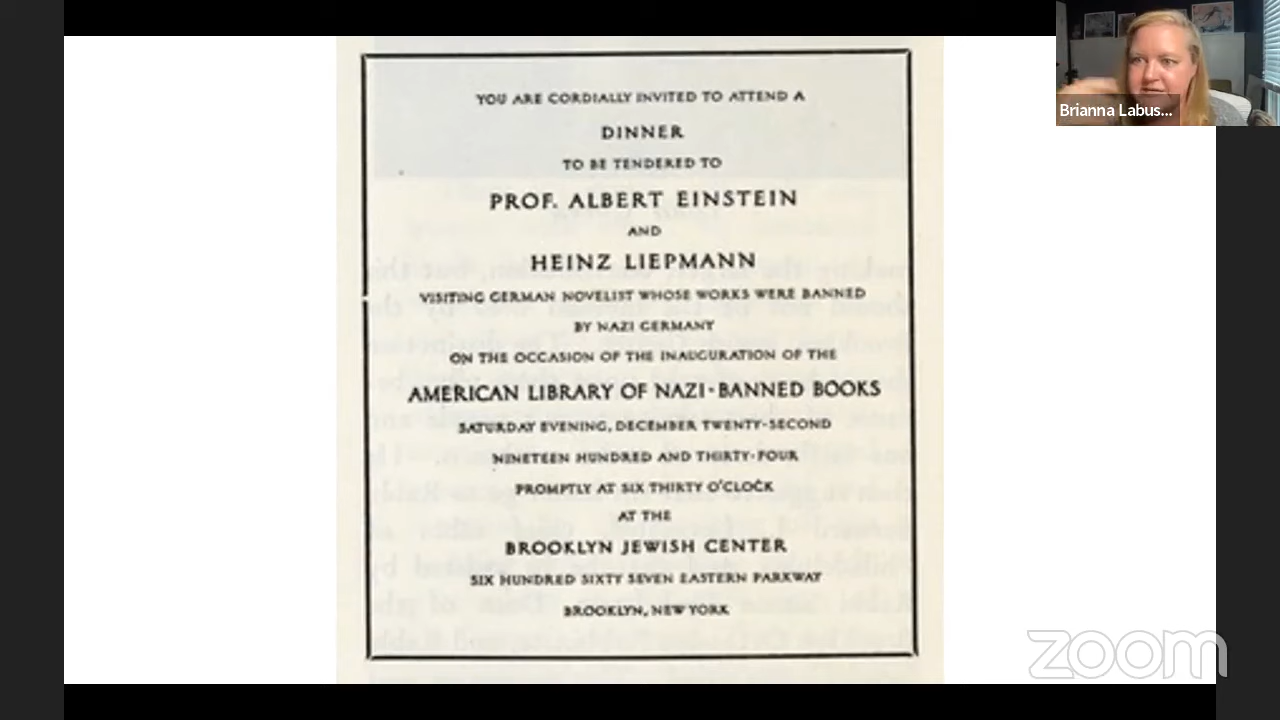 YOU ARE CORDIALLY INVITED TO ATTEND A
DINNER
TO BE TENDERED TO
PROF. ALBERT EINSTEIN
AND
HEINZ LIEPMANN
VISITING GERMAN NOVELIST WHOSE WORKS WERE BANNED
BY NAZI GERMANY
ON THE OCCASION OF THE INAUGURATION OF THE
AMERICAN LIBRARY OF NAZI-BANNED BOOKS
SATURDAY EVENING, DECEMBER TWENTY-SECOND
NINETEEN HUNDRED AND THIRTY-FOUR
PROMPTLY AT SIX THIRTY O'CLOCK
AT THE
BROOKLYN JEWISH CENTER
SIX HUNDRED SIXTY SEVEN EASTERN PARKWAY
BROOKLYN, NEW YORK
Brianna Labus...
zoom